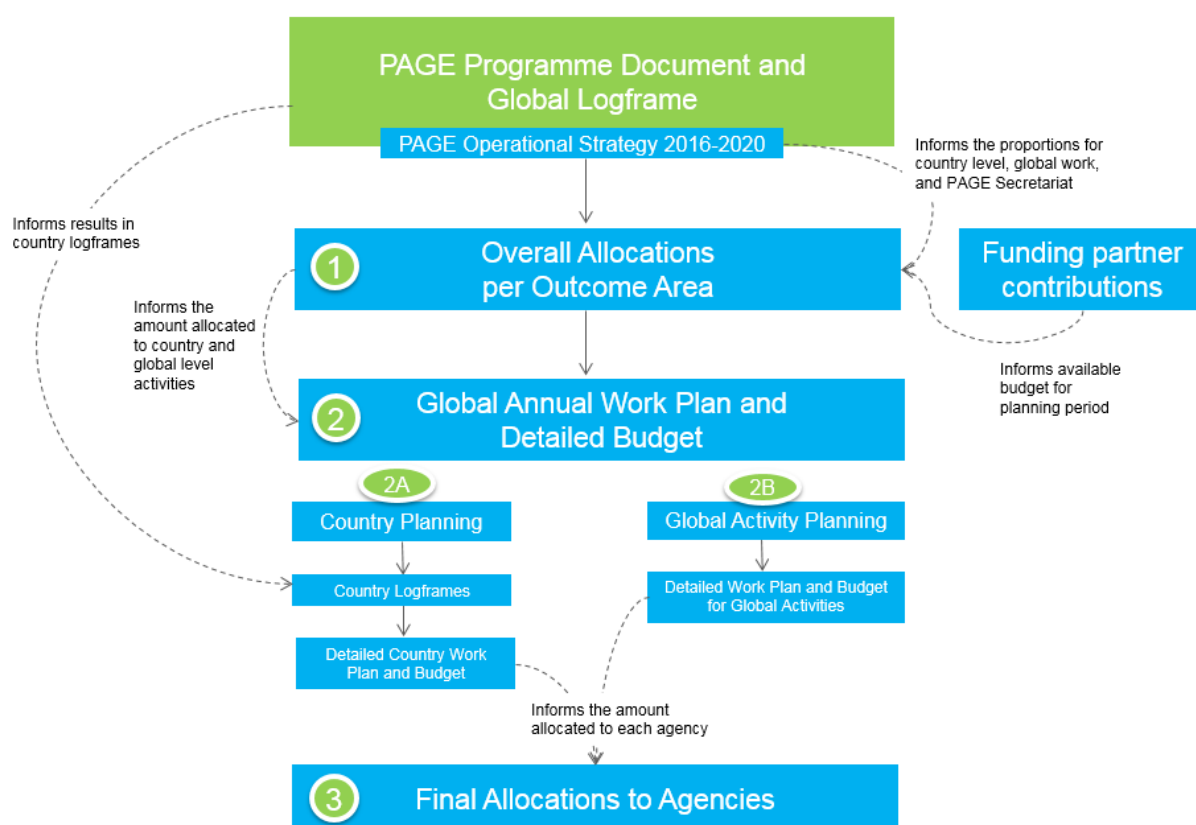 PAGE Programme Document and
Global Logframe
PAGE Operational Strategy 2016-2020
Informs the proportions for
country level, global work,
and PAGE Secretariat
Informs results in
country logframes
1
Overall Allocations
per Outcome Area
Funding partner
contributions
Informs the
amount allocated
to country and
global level
activities
Informs available
budget for
planning period
2
Global Annual Work Plan and
Detailed Budget
2A
Country Planning
2B
Global Activity Planning
Country Logframes
Detailed Work Plan and Budget
for Global Activities
Detailed Country Work
Plan and Budget
Informs the amount
allocated to each agency
3
Final Allocations to Agencies